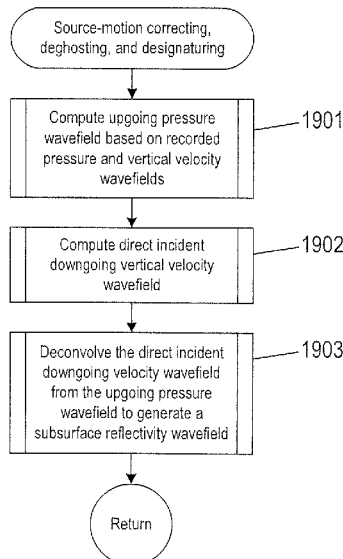 Source-motion correcting,
deghosting, and designaturing
Compute upgoing pressure
wavefield based on recorded
pressure and vertical velocity
wavefields
1901
Compute direct incident
downgoing vertical velocity
wavefield
1902
Deconvolve the direct incident
downgoing velocity wavefield
from the upgoing pressure
wavefield to generate a
subsurface reflectivity wavefield
1903
Return